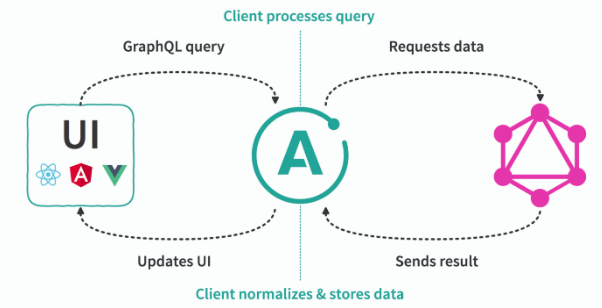 Client processes query
GraphQL query
Requests data
UI
A
Updates UI
Sends result
Client normalizes & stores data